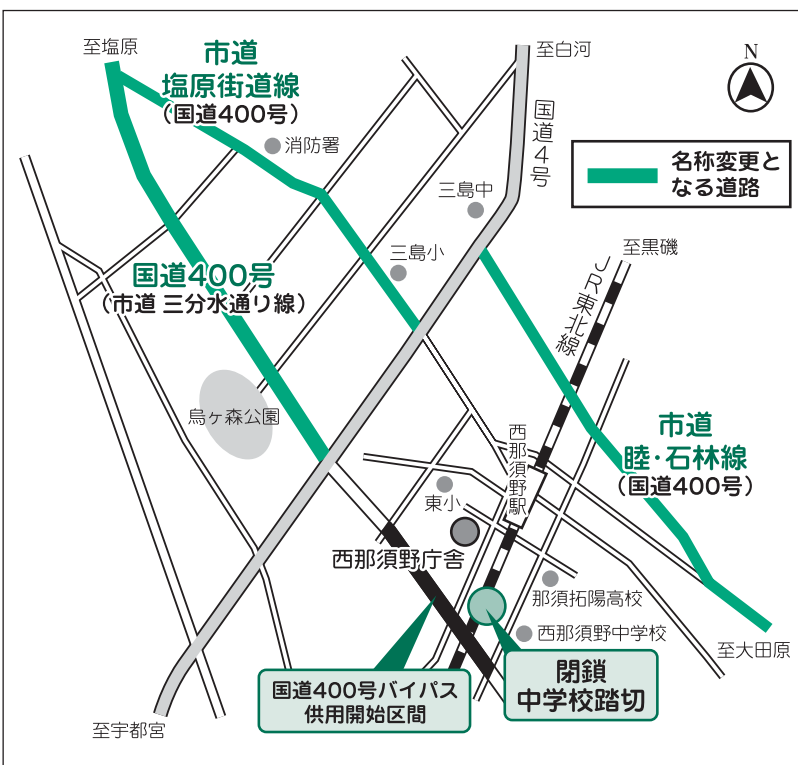 至塩原
市道
塩原街道線
（国道400号）
消防署
至白河
国道4号
N
名称変更と
なる道路
三島中
三島小
至黒磯
JR東北線
国道400号
（市道 三分水通り線）
烏ヶ森公園
市道
睦・石林線
（国道400号）
西那須野駅
東小
西那須野庁舎
那須拓陽高校
西那須野中学校
至大田原
閉鎖
中学校踏切
国道400号バイパス
供用開始区間
至宇都宮